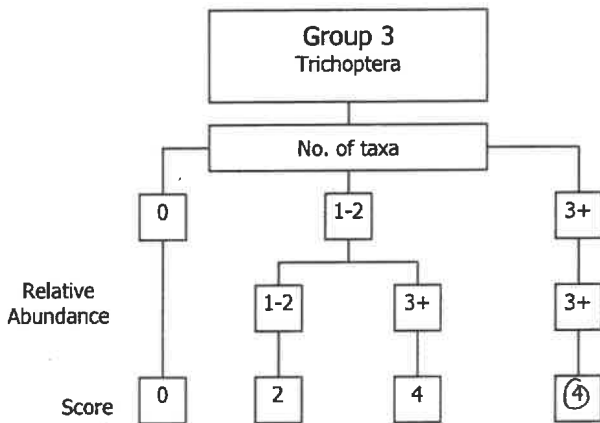 Group 3
Trichoptera
No. of taxa
0 1-2 3+
Relative
Abundance
1-2 3+ 3+
Score
0 2 4 4